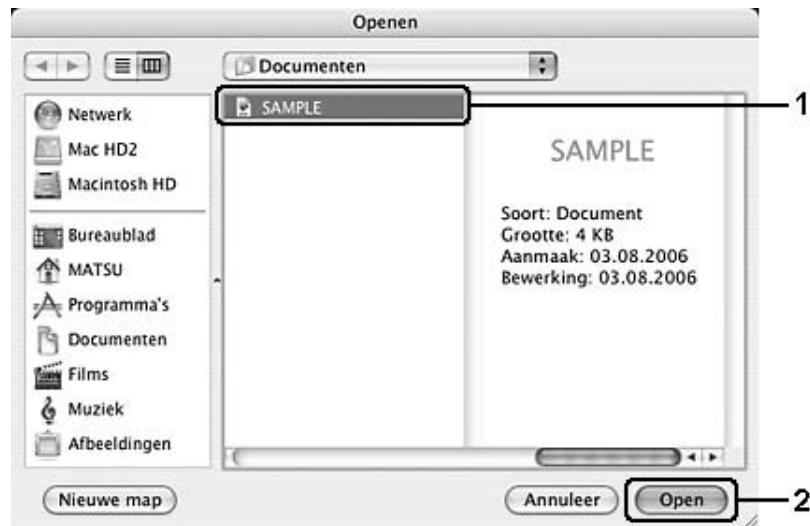 Openen
Documenten
Netwerk
Mac HD2
Macintosh HD
Bureaublad
MATSU
Programma's
Documenten
Films
Muziek
Afbeeldingen
SAMPLE
1
SAMPLE
Soort: Document
Grootte: 4 KB
Aanmaak: 03.08.2006
Bewerking: 03.08.2006
Nieuwe map
Annuleer
Open
2